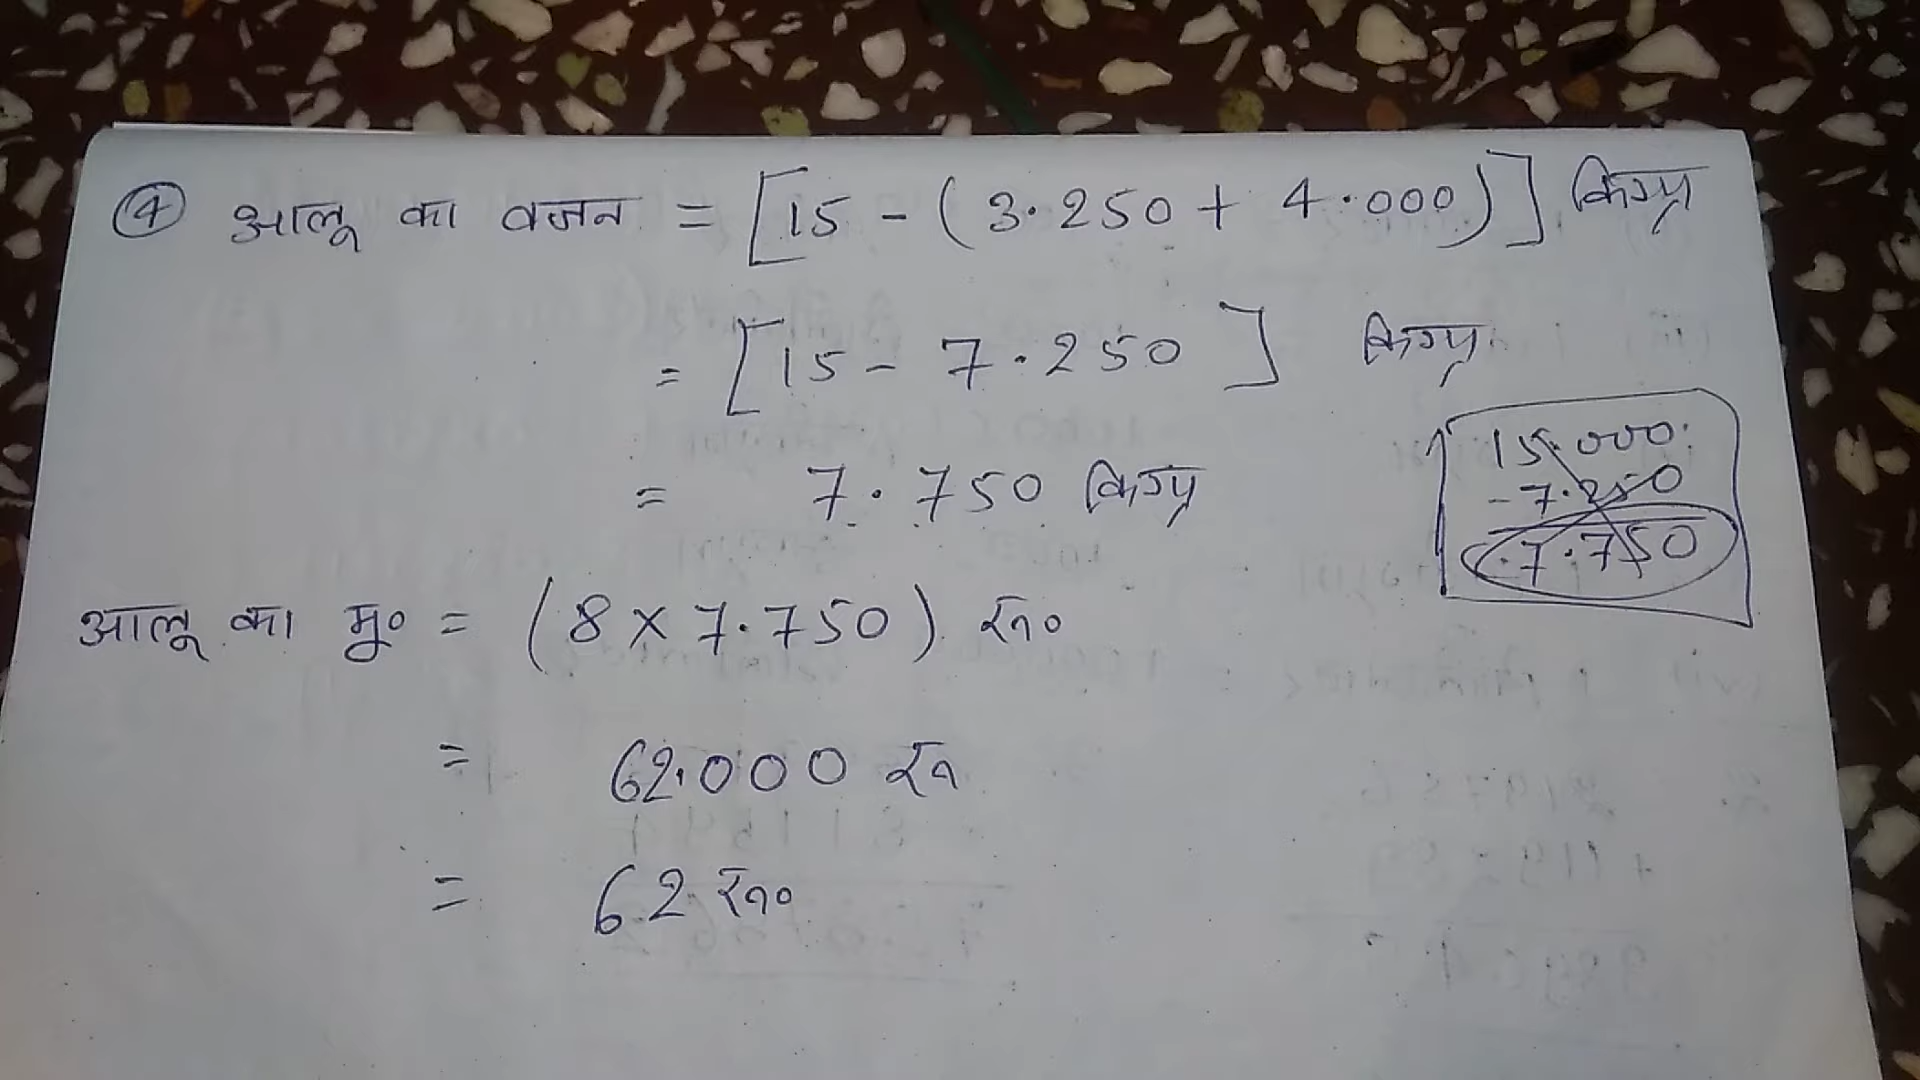 ④ आलू का वजन = [15 - (3.250 + 4.000)] किग्रा
= [15 - 7.250] किग्रा
= 7.750 किग्रा
15.000
- 7.250
7.750
आलू का मू० = (8 × 7.750) रु०
= 62.000 रु
= 62 रु०